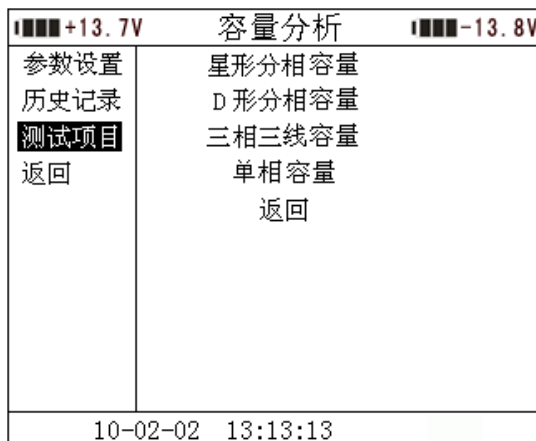 +13.7V 容量分析 -13.8V
参数设置 星形分相容量
历史记录 D形分相容量
测试项目 三相三线容量
返回 单相容量
返回
10-02-02 13:13:13